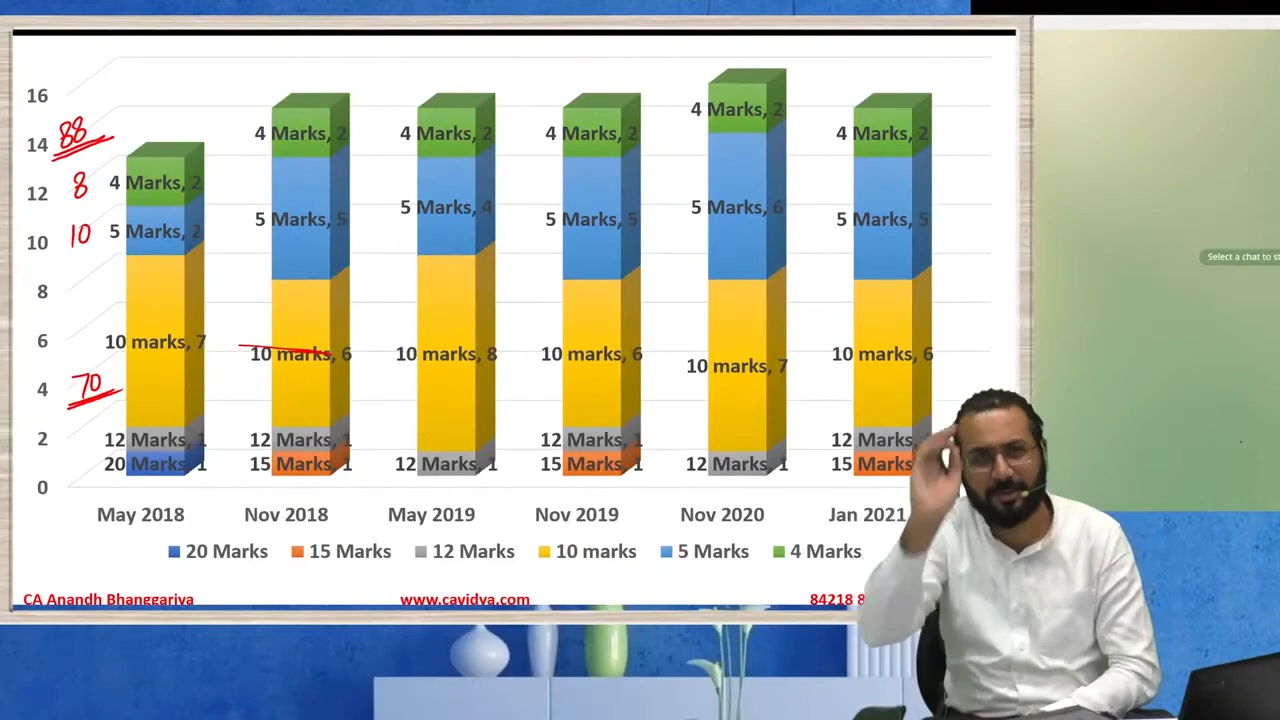 16
14
12
10
8
6
4
2
0
88
8
10
70
4 Marks, 2
5 Marks, 2
10 marks, 7
12 Marks, 1
20 Marks, 1
4 Marks, 2
5 Marks, 5
10 marks, 6
12 Marks, 1
15 Marks, 1
4 Marks, 2
5 Marks, 4
10 marks, 8
12 Marks, 1
4 Marks, 2
5 Marks, 5
10 marks, 6
12 Marks, 1
15 Marks, 1
4 Marks, 2
5 Marks, 6
10 marks, 7
12 Marks, 1
4 Marks, 2
5 Marks, 5
10 marks, 6
12 Marks,
15 Marks
May 2018 Nov 2018 May 2019 Nov 2019 Nov 2020 Jan 2021
20 Marks 15 Marks 12 Marks 10 marks 5 Marks 4 Marks
CA Anandh Bhanggariya www.cavidya.com 84218 8
Select a chat to st